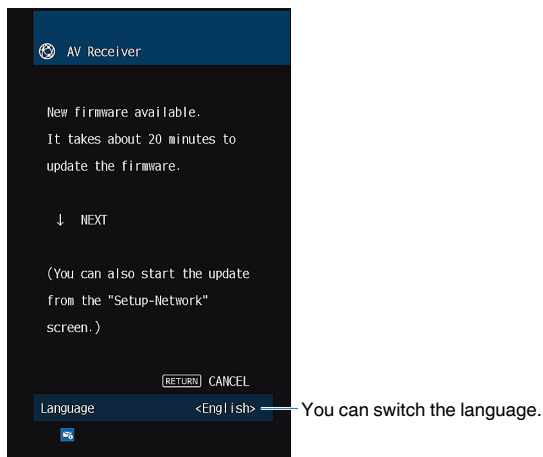 AV Receiver
New firmware available.
It takes about 20 minutes to
update the firmware.
↓ NEXT
(You can also start the update
from the "Setup-Network"
screen.)
RETURN CANCEL
Language <English>
You can switch the language.